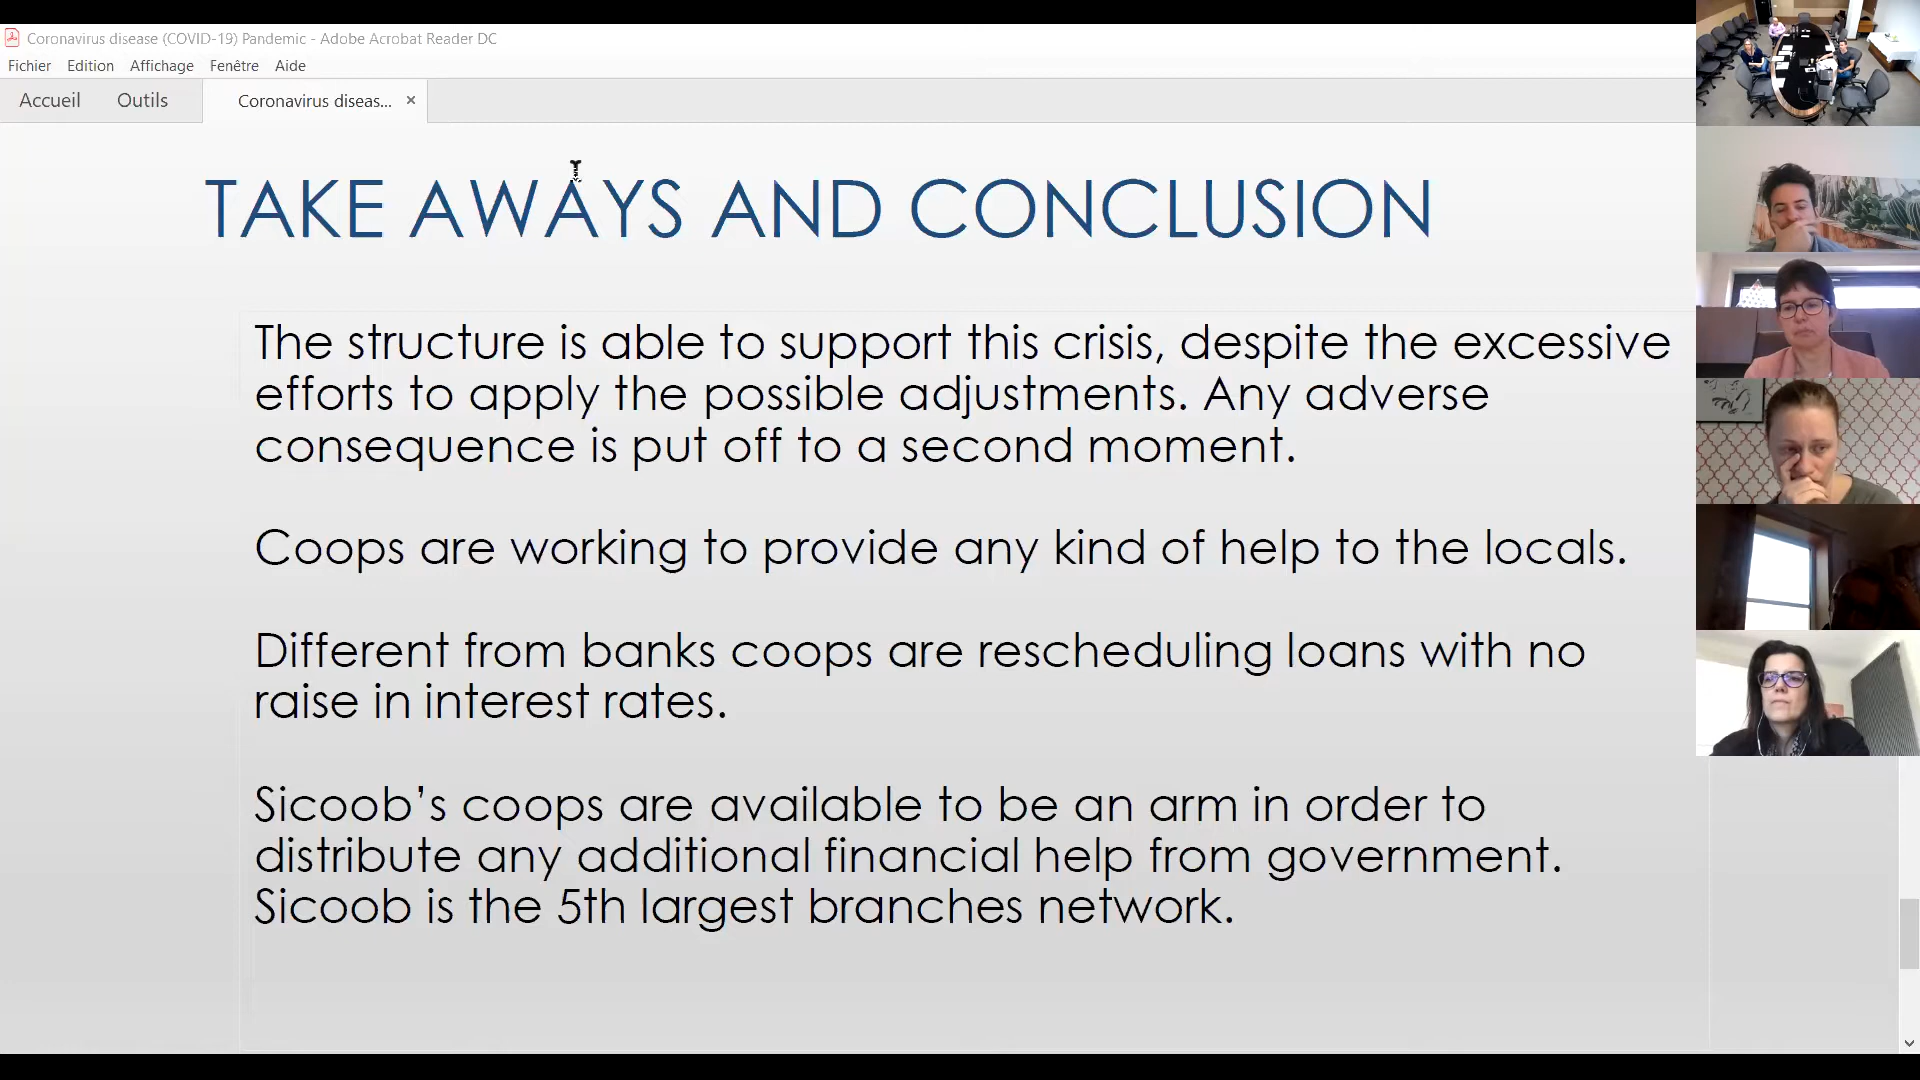 Coronavirus disease (COVID-19) Pandemic - Adobe Acrobat Reader DC
Fichier Edition Affichage Fenêtre Aide
Accueil Outils Coronavirus diseas... ×
TAKE AWAYS AND CONCLUSION
The structure is able to support this crisis, despite the excessive
efforts to apply the possible adjustments. Any adverse
consequence is put off to a second moment.
Coops are working to provide any kind of help to the locals.
Different from banks coops are rescheduling loans with no
raise in interest rates.
Sicoob’s coops are available to be an arm in order to
distribute any additional financial help from government.
Sicoob is the 5th largest branches network.